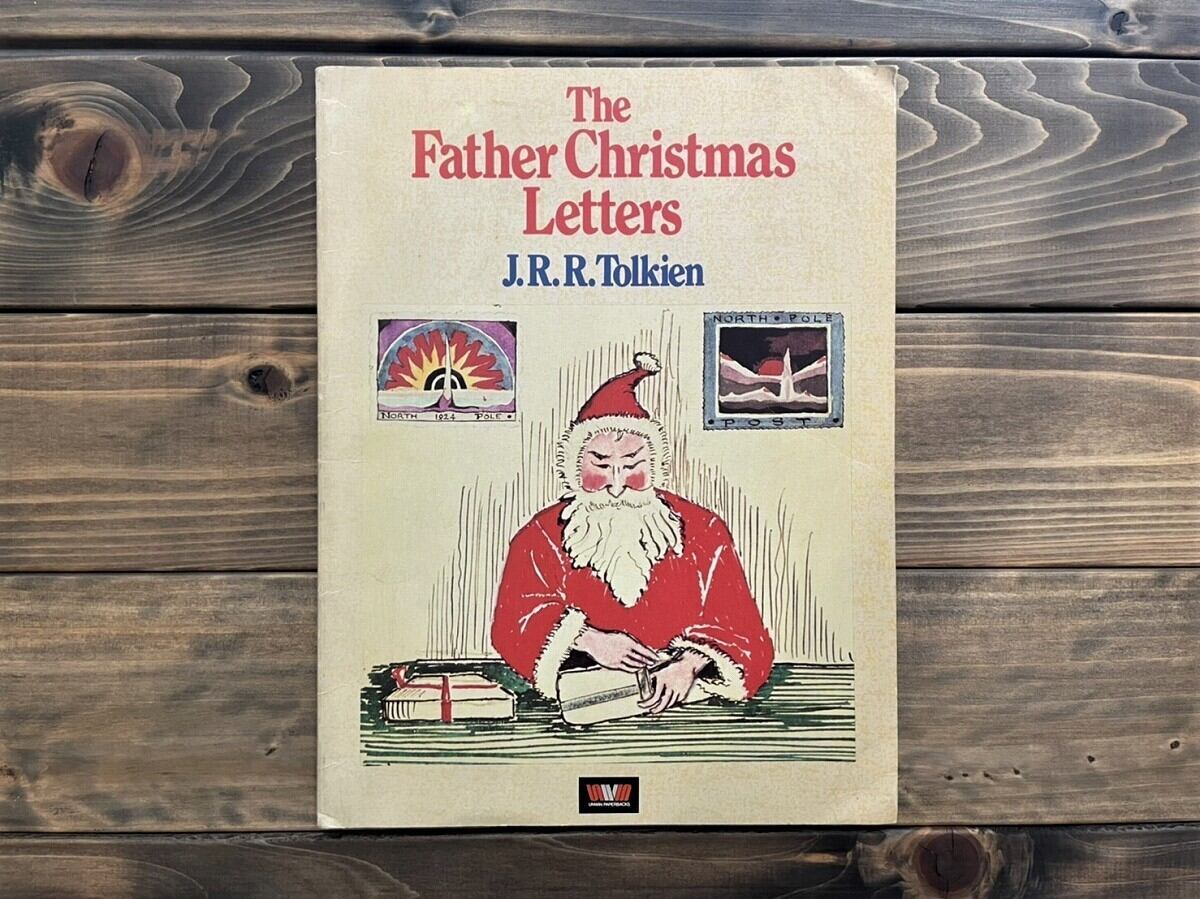 The
Father Christmas
Letters
J.R.R.Tolkien
NORTH 1924 POLE
NORTH • POLE
• POST •
UNWIN PAPERBACKS